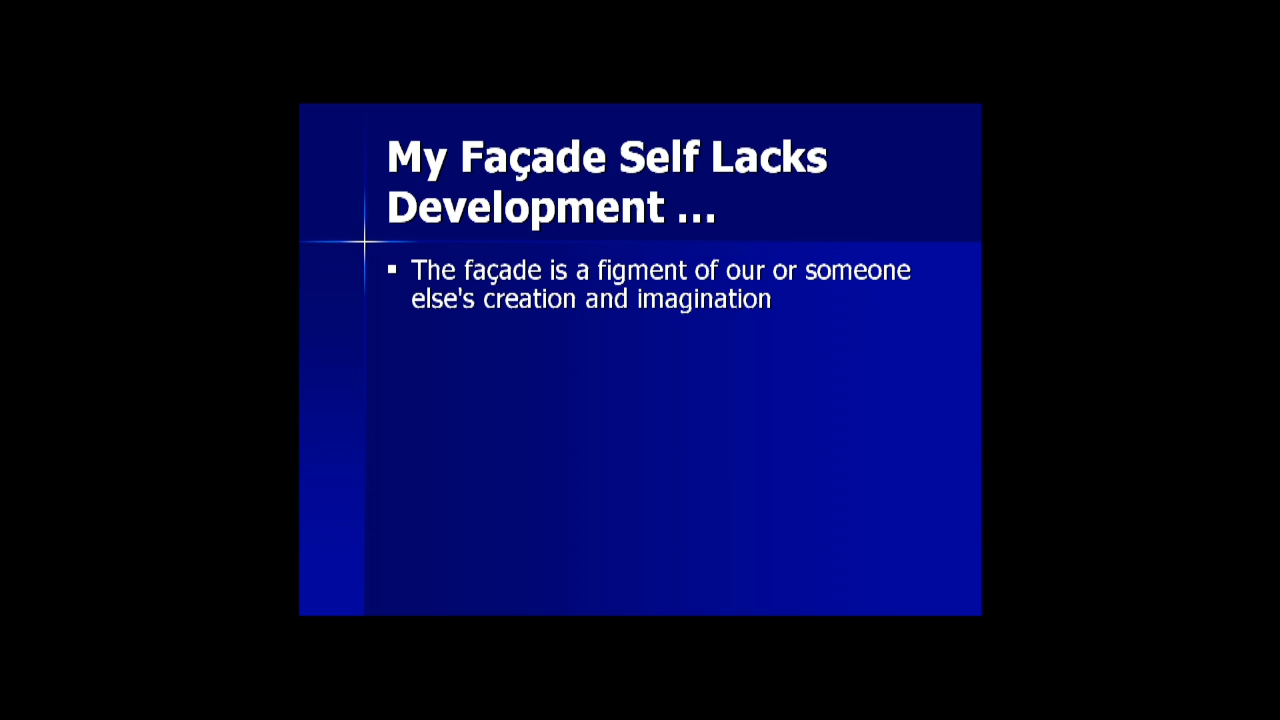 My Façade Self Lacks
Development ...
▪ The façade is a figment of our or someone
else's creation and imagination